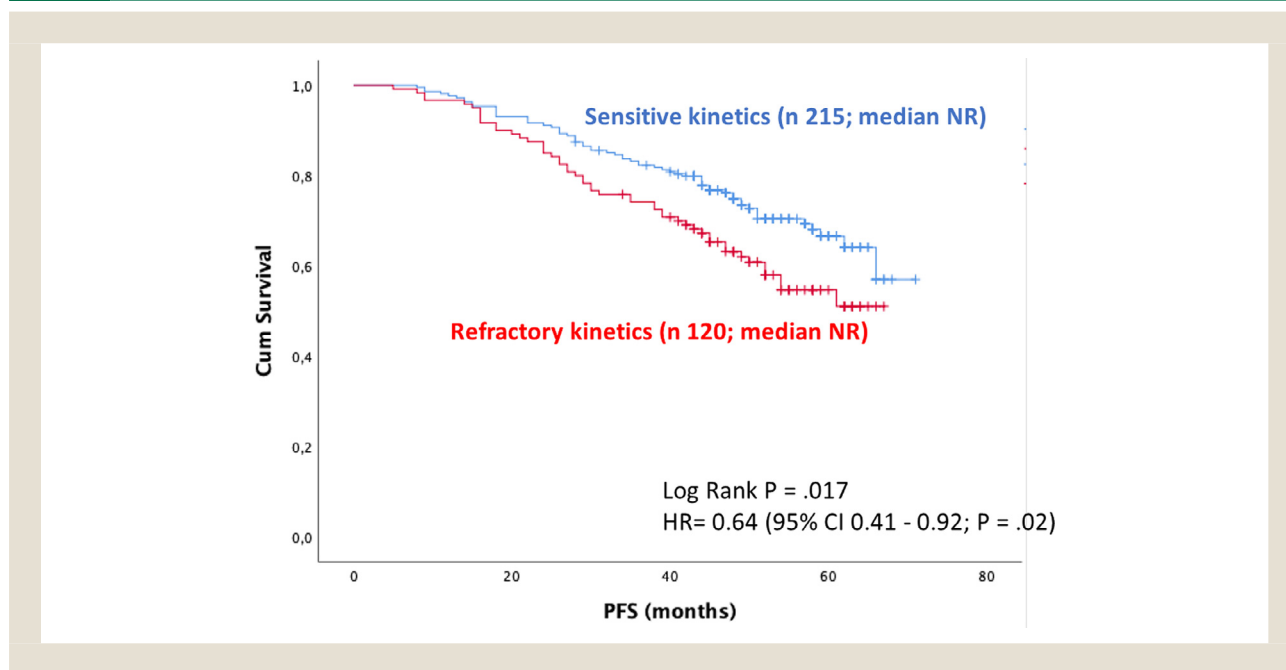 1,0
Sensitive kinetics (n 215; median NR)
0,8
0,6
Cum Survival
Refractory kinetics (n 120; median NR)
0,4
0,2
Log Rank P = .017
HR= 0.64 (95% CI 0.41 - 0.92; P = .02)
0,0
0 20 40 60 80
PFS (months)